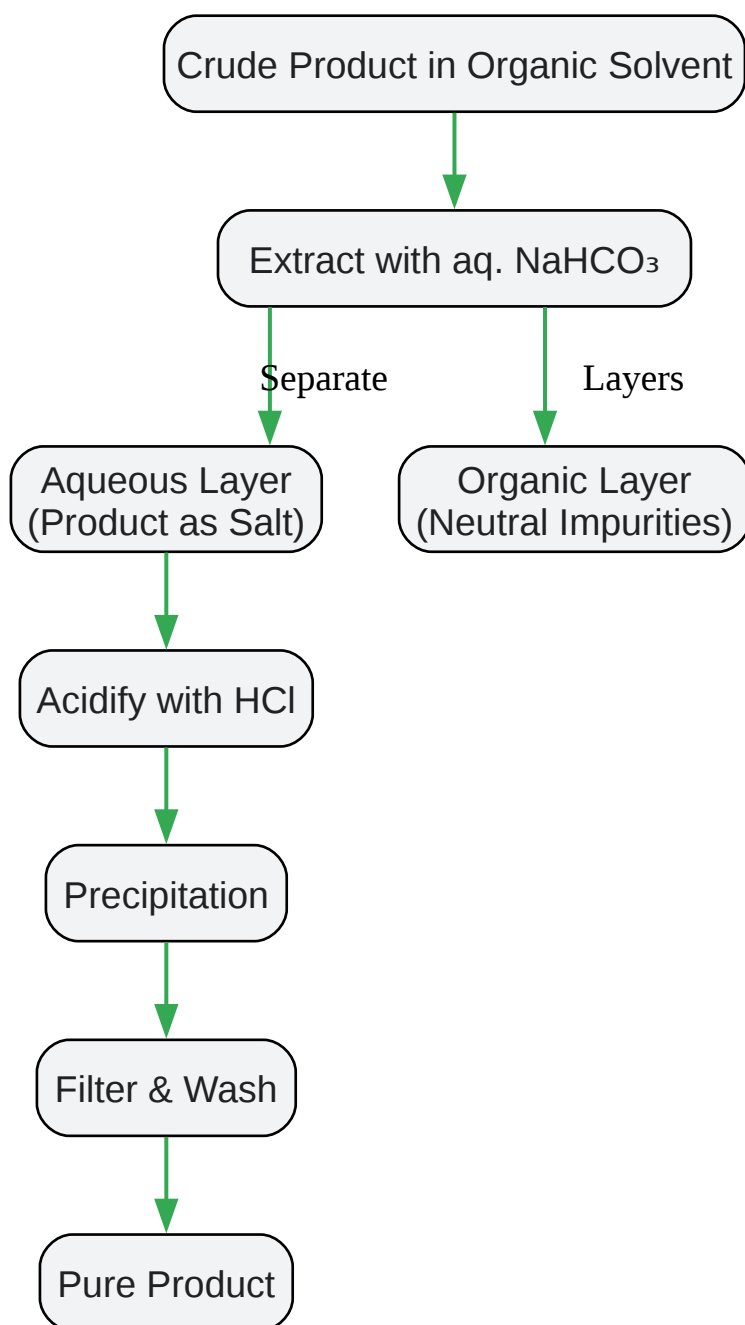 Crude Product in Organic Solvent
Extract with aq. NaHCO₃
Separate
Layers
Aqueous Layer
(Product as Salt)
Organic Layer
(Neutral Impurities)
Acidify with HCl
Precipitation
Filter & Wash
Pure Product